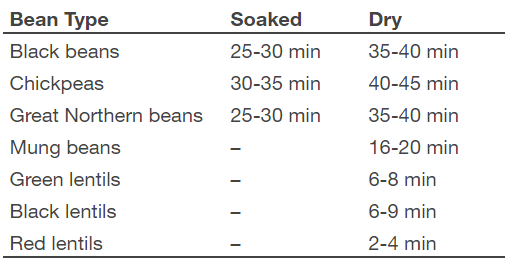 Bean Type Soaked Dry
Black beans 25-30 min 35-40 min
Chickpeas 30-35 min 40-45 min
Great Northern beans 25-30 min 35-40 min
Mung beans – 16-20 min
Green lentils – 6-8 min
Black lentils – 6-9 min
Red lentils – 2-4 min